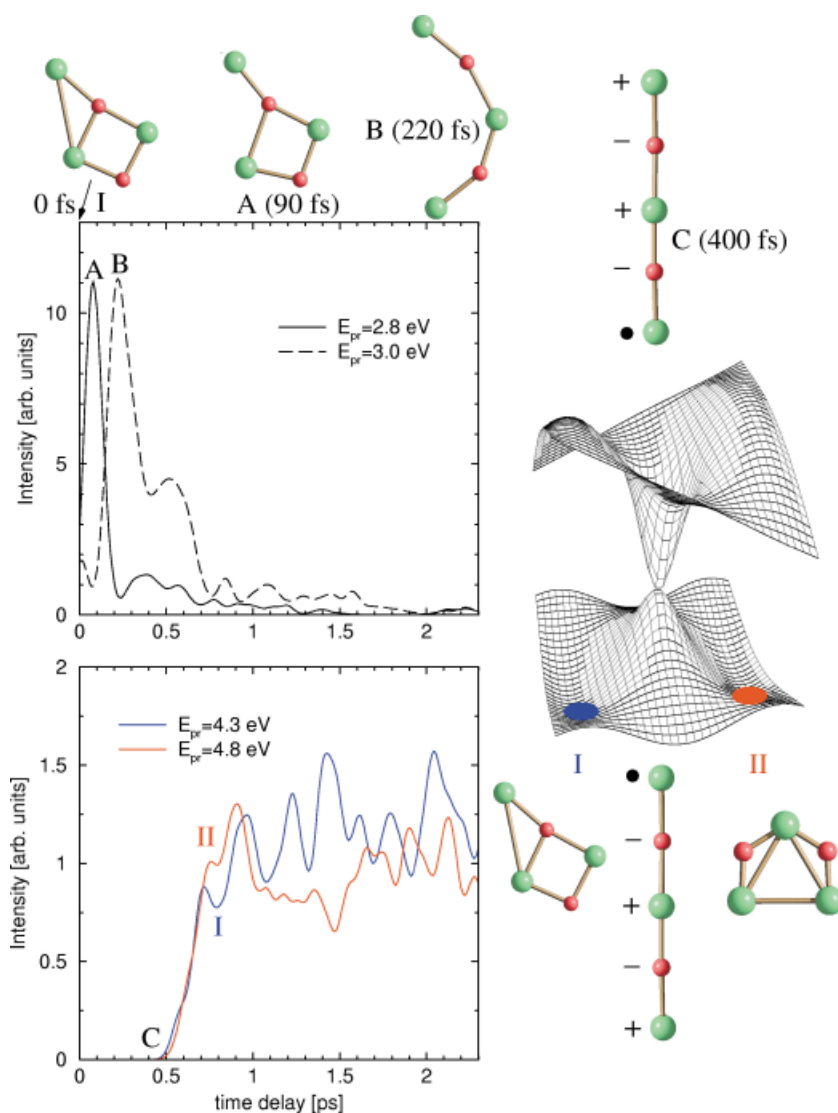 +
−
+
−
•
B (220 fs)
C (400 fs)
0 fs
I
A (90 fs)
A
B
E_pr=2.8 eV
E_pr=3.0 eV
Intensity [arb. units]
10
5
0
0 0.5 1 1.5 2
E_pr=4.3 eV
E_pr=4.8 eV
Intensity [arb. units]
2
1.5
1
0.5
0
II
I
C
0 0.5 1 1.5 2
time delay [ps]
I
II
•
−
+
−
+